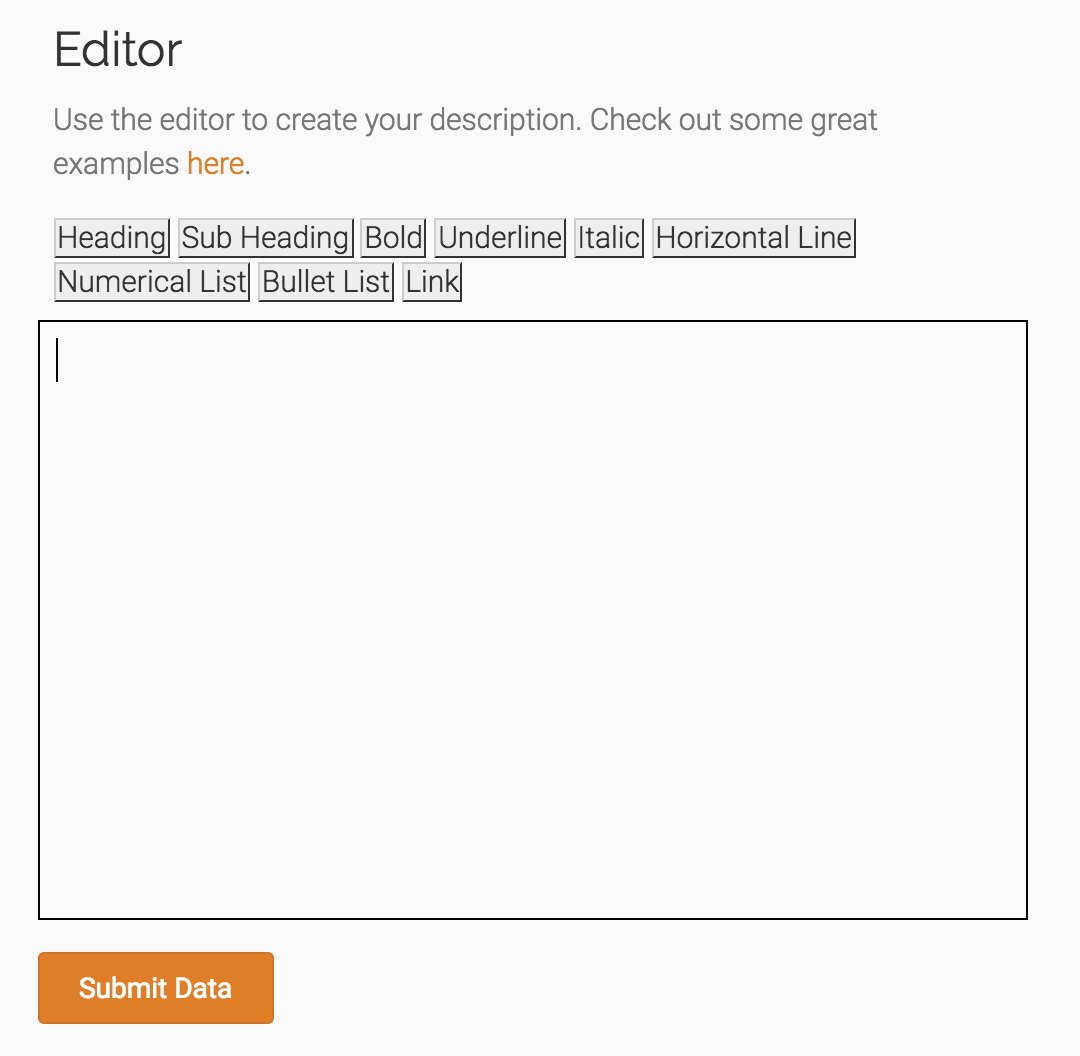 Editor
Use the editor to create your description. Check out some great
examples here.
Heading Sub Heading Bold Underline Italic Horizontal Line
Numerical List Bullet List Link
Submit Data